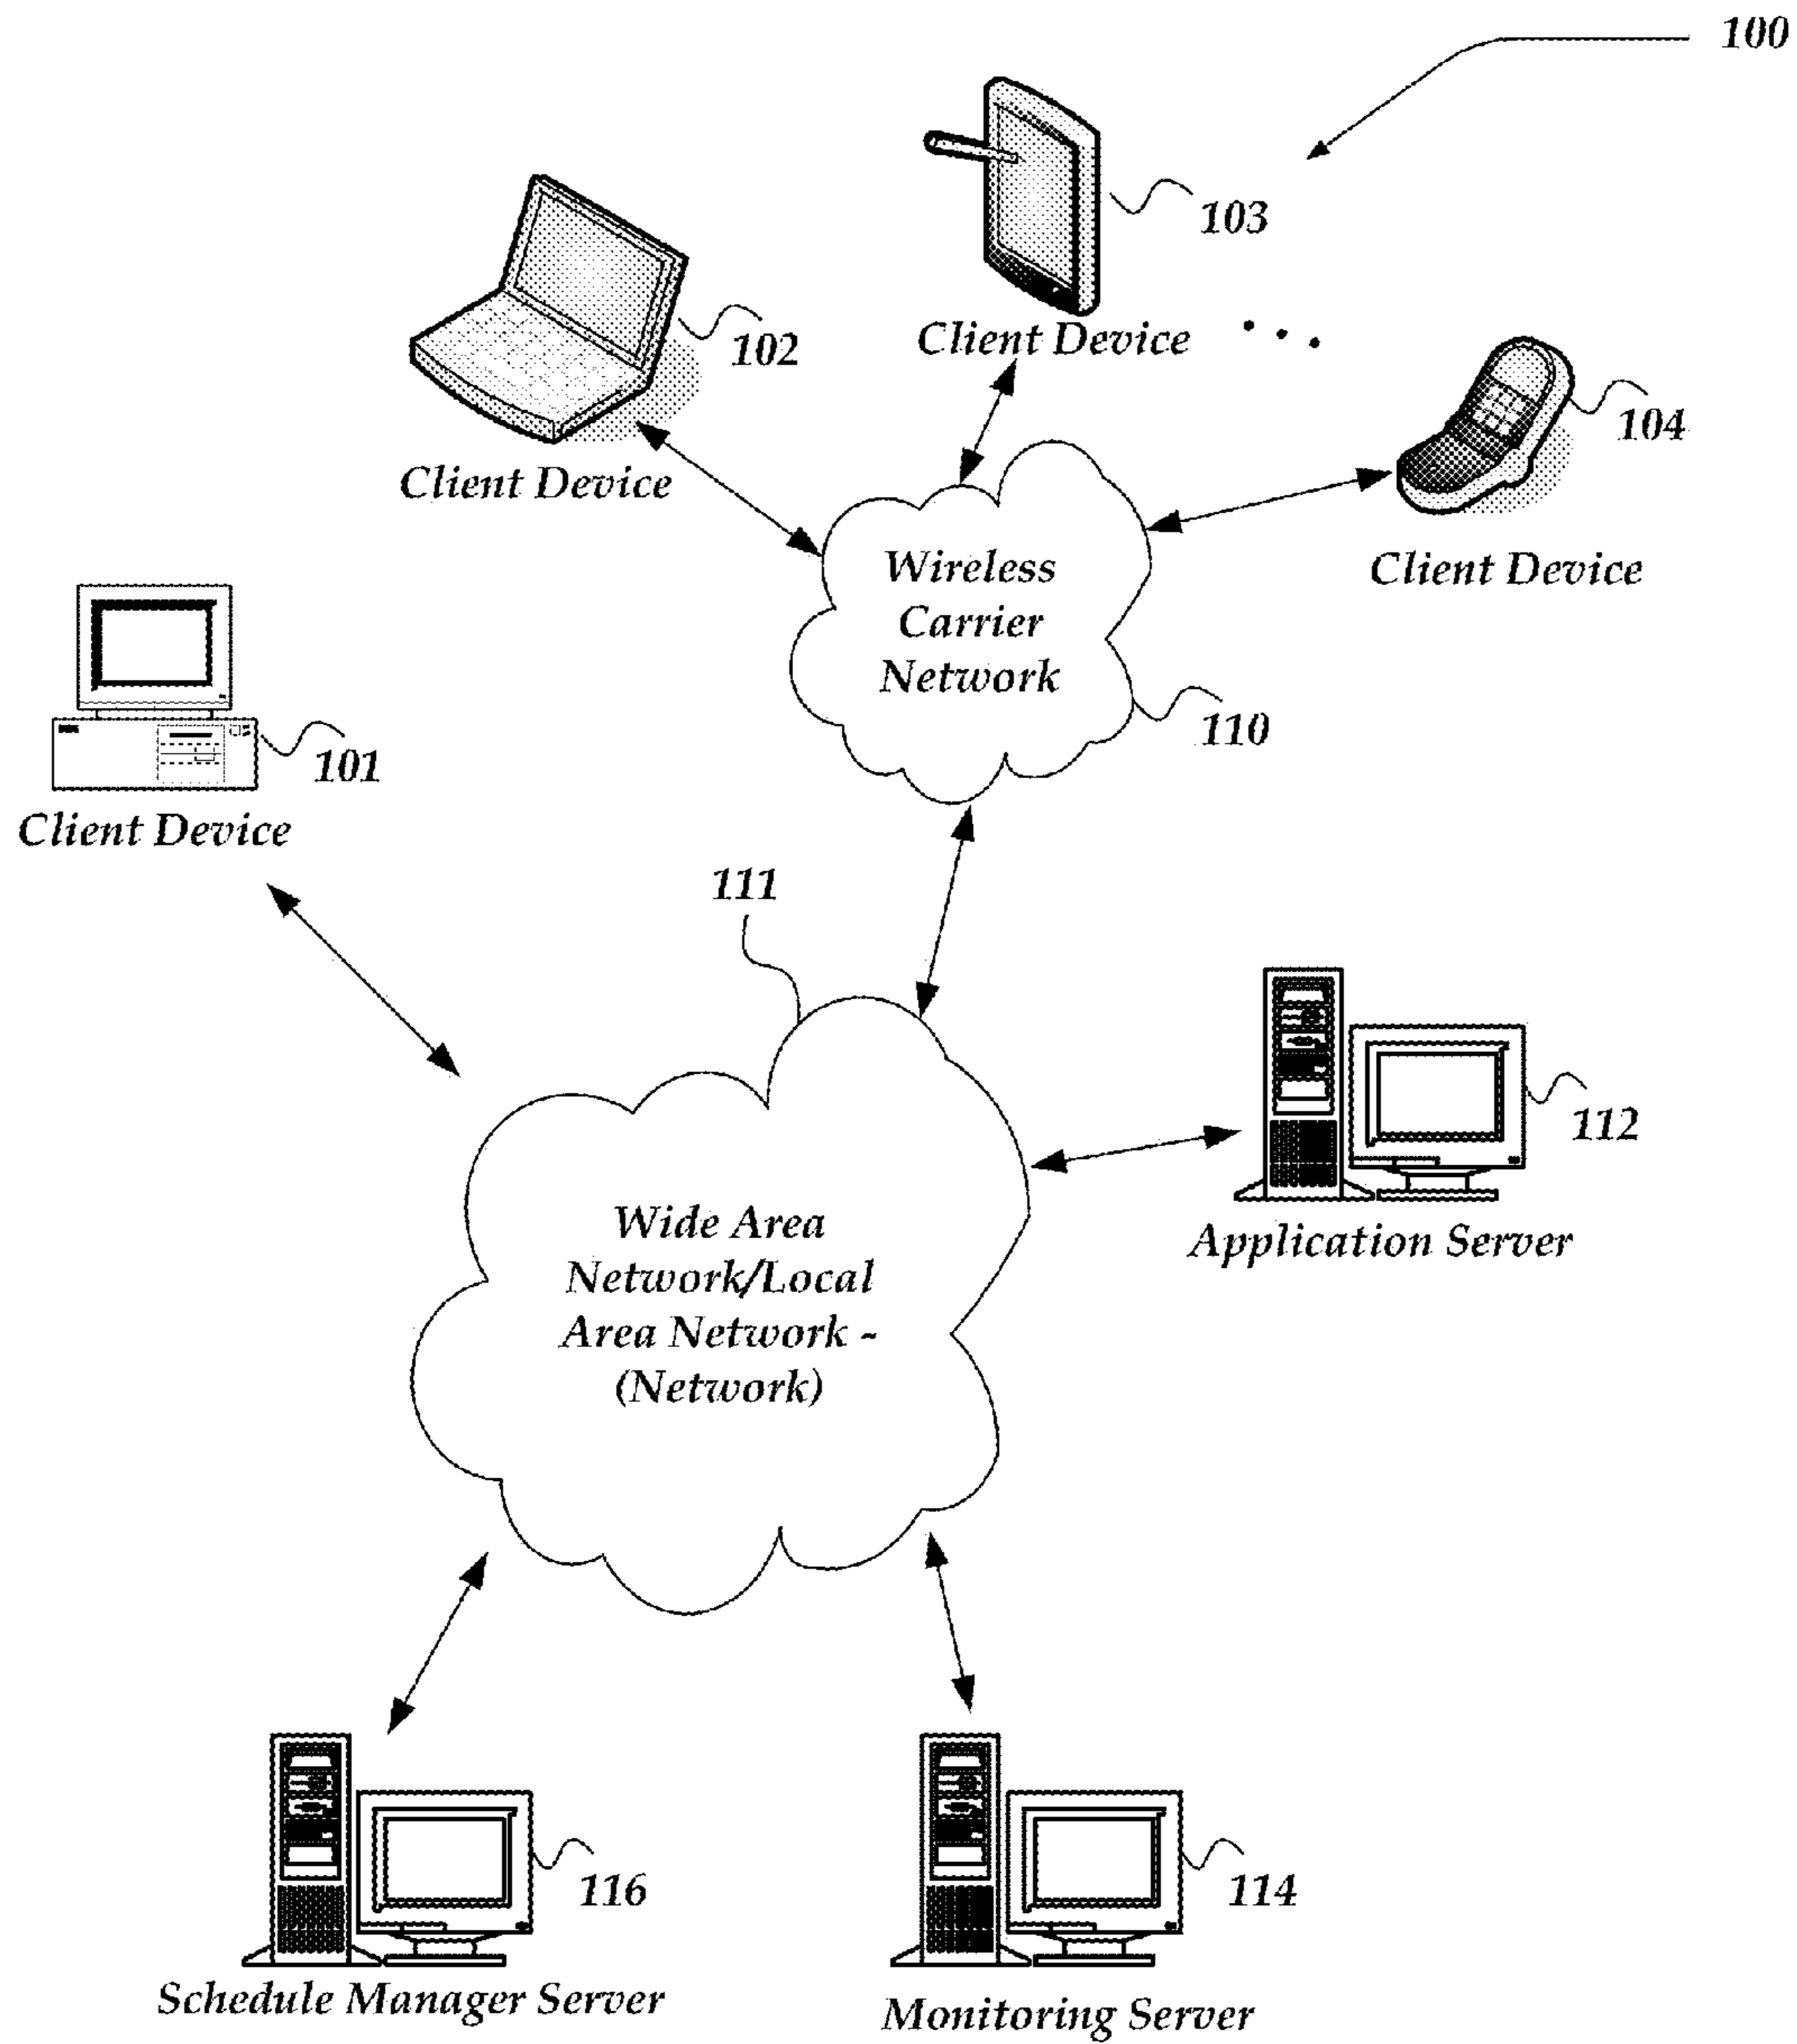 100
103
Client Device
102
Client Device
104
Client Device
Wireless
Carrier
Network
110
101
Client Device
111
112
Application Server
Wide Area
Network/Local
Area Network -
(Network)
116
Schedule Manager Server
114
Monitoring Server